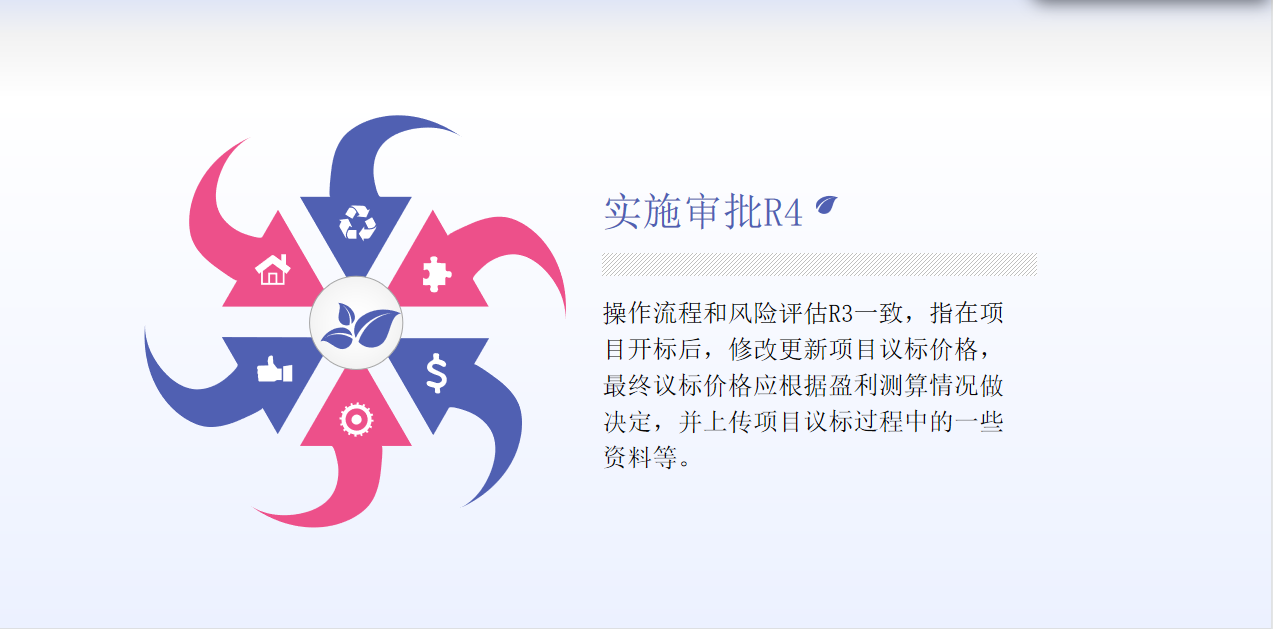 实施审批R4
操作流程和风险评估R3一致，指在项
目开标后，修改更新项目议标价格，
最终议标价格应根据盈利测算情况做
决定，并上传项目议标过程中的一些
资料等。